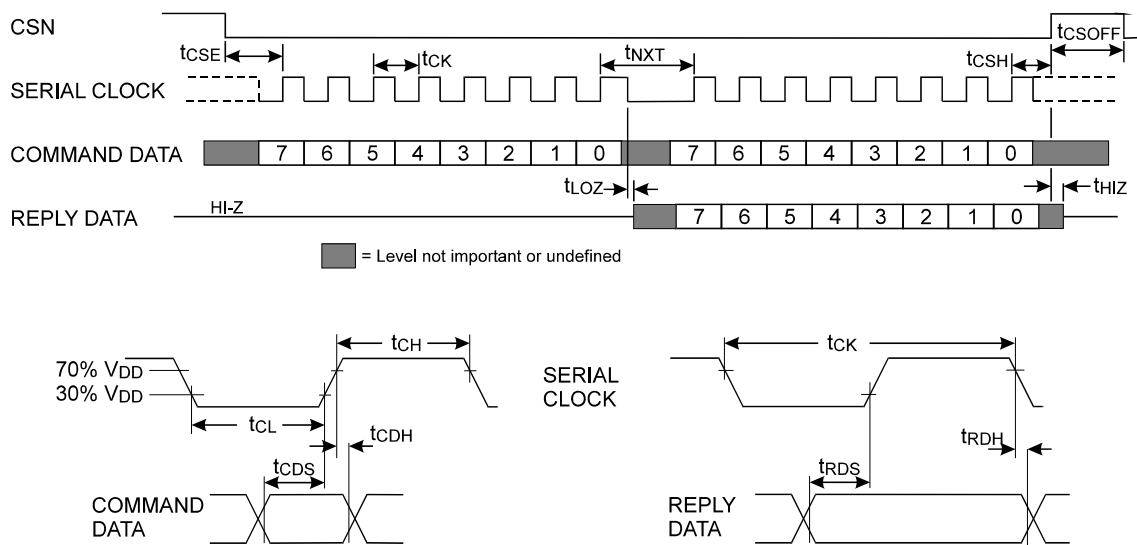 CSN
tCSOFF
tCSE
tCK
tNXT
tCSH
SERIAL CLOCK
COMMAND DATA
7 6 5 4 3 2 1 0
7 6 5 4 3 2 1 0
tLOZ
tHIZ
REPLY DATA
HI-Z
7 6 5 4 3 2 1 0
= Level not important or undefined
tCH
70% VDD
30% VDD
tCL
tCDH
tCDS
COMMAND
DATA
SERIAL
CLOCK
tCK
tRDH
tRDS
REPLY
DATA